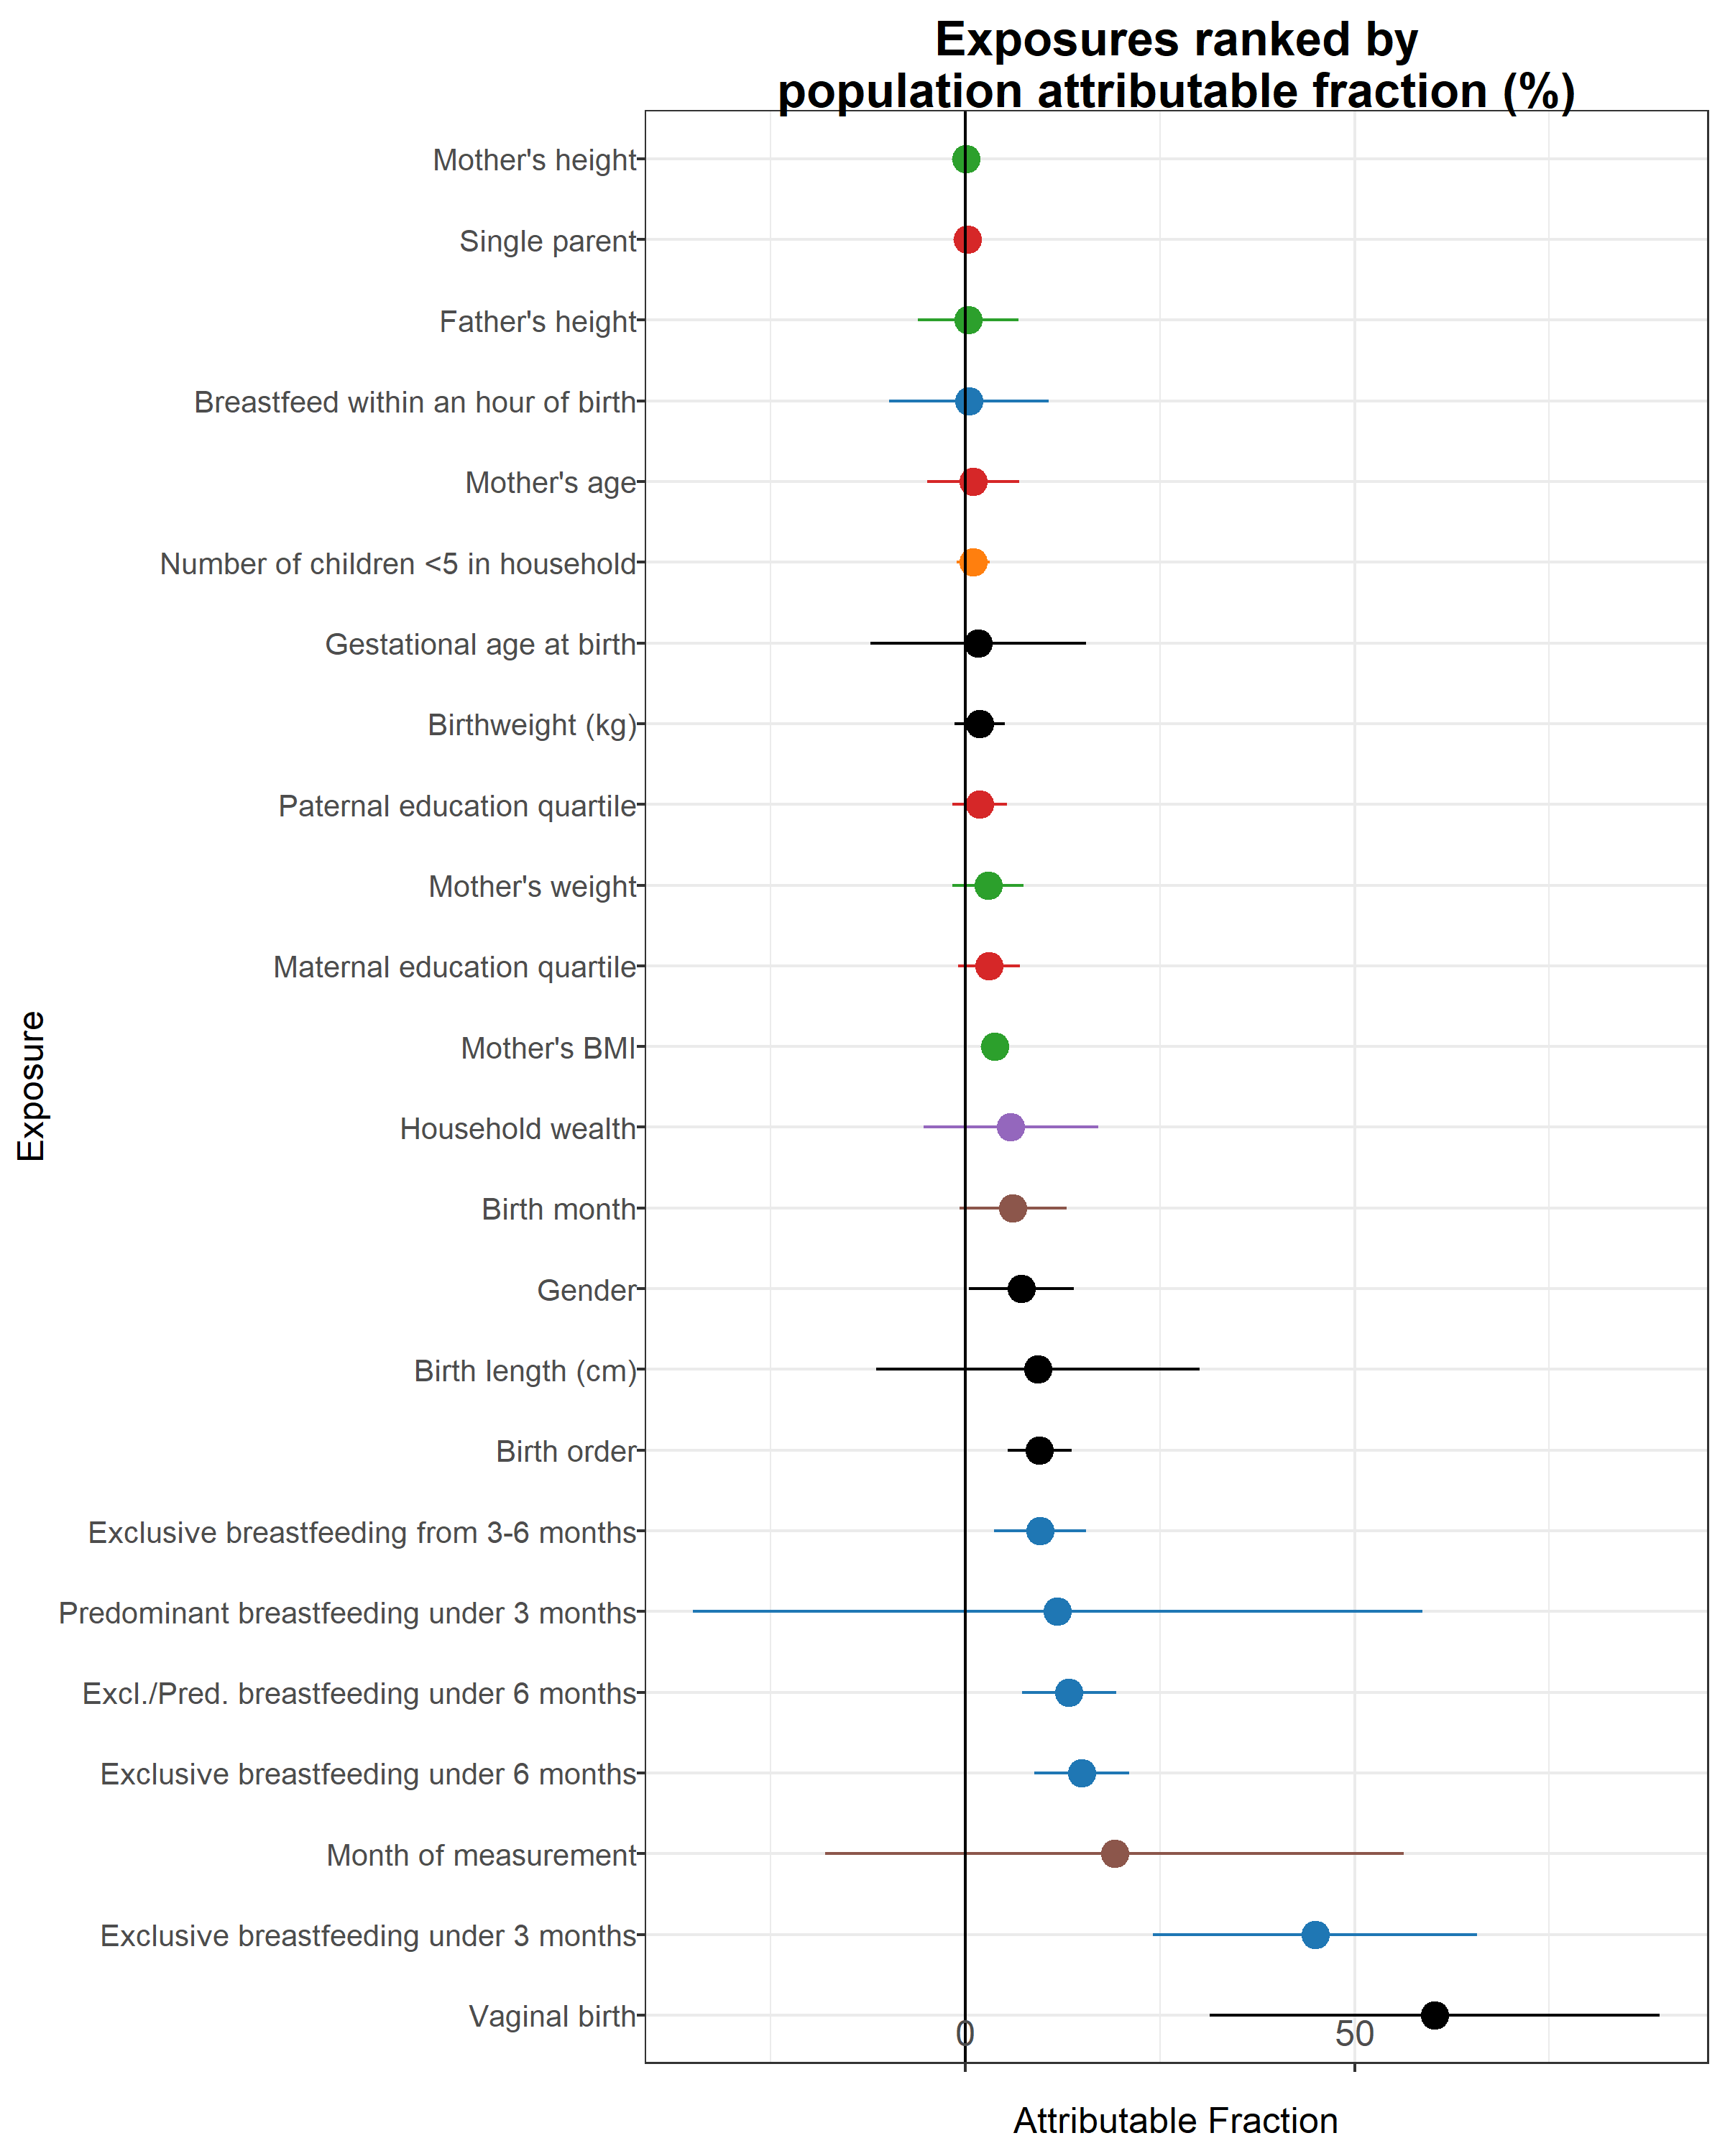 Exposures ranked by
population attributable fraction (%)
Mother's height
Single parent
Father's height
Breastfeed within an hour of birth
Mother's age
Number of children <5 in household
Gestational age at birth
Birthweight (kg)
Paternal education quartile
Mother's weight
Maternal education quartile
Mother's BMI
Household wealth
Birth month
Gender
Birth length (cm)
Birth order
Exclusive breastfeeding from 3-6 months
Predominant breastfeeding under 3 months
Excl./Pred. breastfeeding under 6 months
Exclusive breastfeeding under 6 months
Month of measurement
Exclusive breastfeeding under 3 months
Vaginal birth
Exposure
0 50
Attributable Fraction